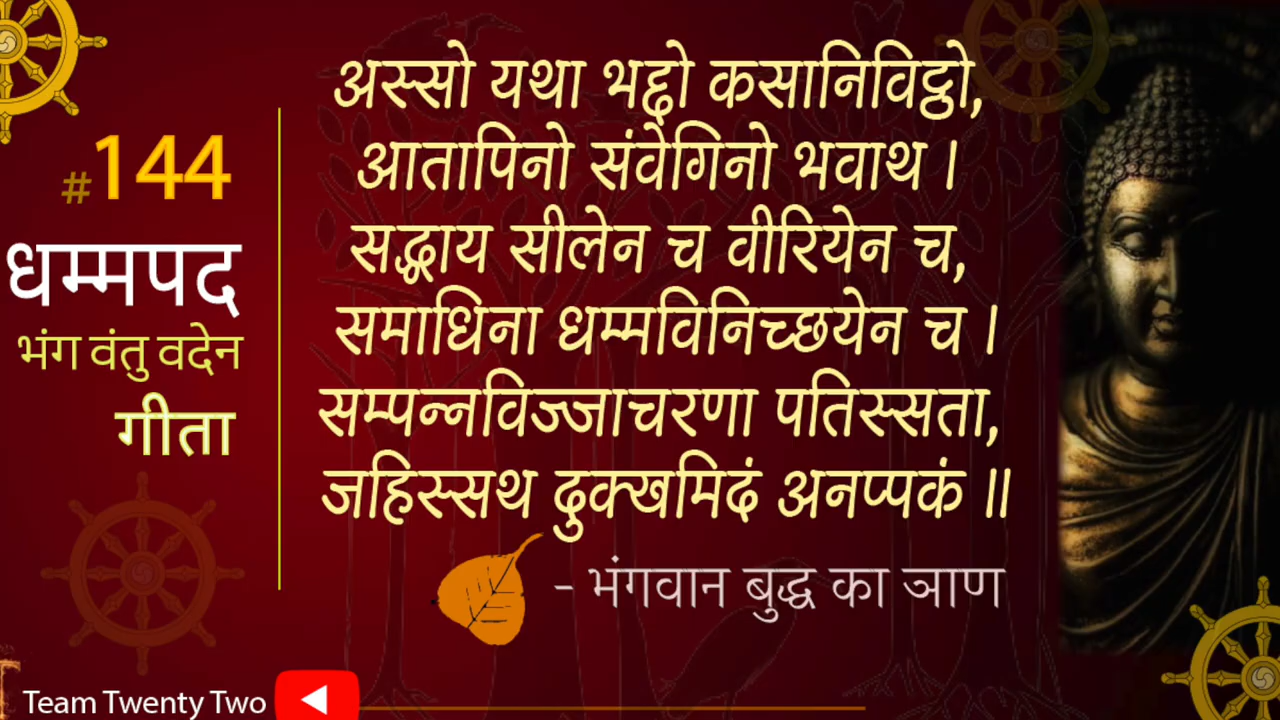 #144
धम्मपद
भंग वंतु वदेन
गीता
अस्सो यथा भद्दो कसानिविट्ठो,
आतापिनो संवेगिनो भवाथ ।
सद्धाय सीलेन च वीरियेन च,
समाधिना धम्मविनिच्छयेन च ।
सम्पन्नविज्जाचरणा पतिस्सता,
जहिस्सथ दुक्खमिदं अनप्पकं ॥
- भंगवान बुद्ध का ञाण
Team Twenty Two